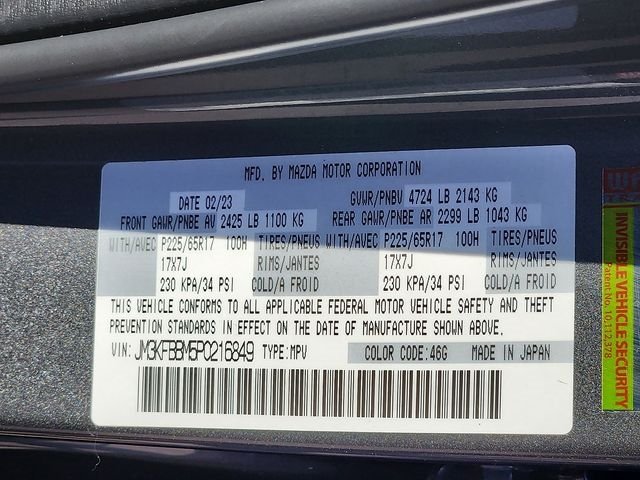 MFD. BY MAZDA MOTOR CORPORATION
DATE 02/23 GVWR/PNBV 4724 LB 2143 KG
FRONT GAWR/PNBE AV 2425 LB 1100 KG REAR GAWR/PNBE AR 2299 LB 1043 KG
WITH/AVEC P225/65R17 100H TIRES/PNEUS WITH/AVEC P225/65R17 100H TIRES/PNEUS
17X7J RIMS/JANTES 17X7J RIMS/JANTES
230 KPA/34 PSI COLD/A FROID 230 KPA/34 PSI COLD/A FROID
THIS VEHICLE CONFORMS TO ALL APPLICABLE FEDERAL MOTOR VEHICLE SAFETY AND THEFT
PREVENTION STANDARDS IN EFFECT ON THE DATE OF MANUFACTURE SHOWN ABOVE.
VIN: JM3KFBBM5P0216849 TYPE:MPV COLOR CODE:46G MADE IN JAPAN
INVISIBLE VEHICLE SECURITY
Patent No. 10,112,378